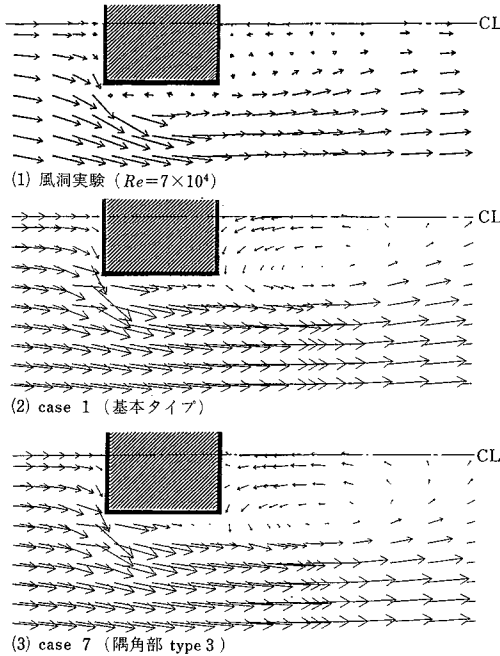 CL
(1) 風洞実験 (Re=7×10⁴)
CL
(2) case 1 (基本タイプ)
CL
(3) case 7 (隅角部 type 3)